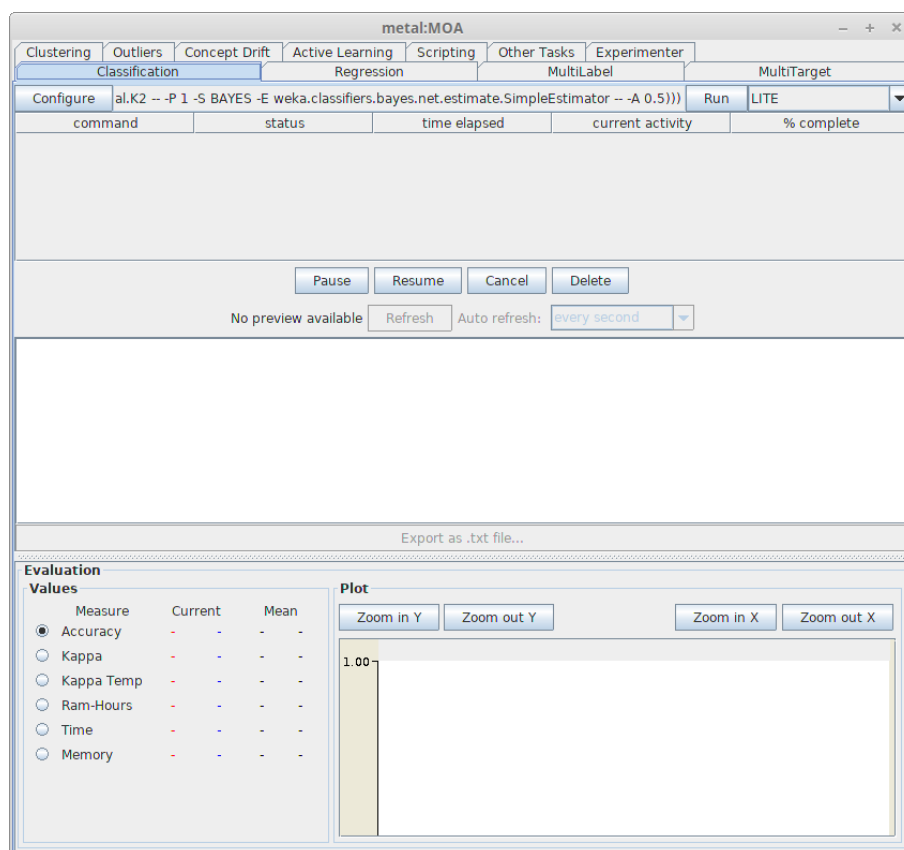 metal:MOA
Clustering Outliers Concept Drift Active Learning Scripting Other Tasks Experimenter
Classification Regression MultiLabel MultiTarget
Configure al.K2 -- -P 1 -S BAYES -E weka.classifiers.bayes.net.estimate.SimpleEstimator -- -A 0.5))) Run LITE
command status time elapsed current activity % complete
Pause Resume Cancel Delete
No preview available Refresh Auto refresh: every second
Export as .txt file...
Evaluation
Values
Measure Current Mean
Accuracy - - - -
Kappa - - - -
Kappa Temp - - - -
Ram-Hours - - - -
Time - - - -
Memory - - - -
Plot
Zoom in Y Zoom out Y Zoom in X Zoom out X
1.00